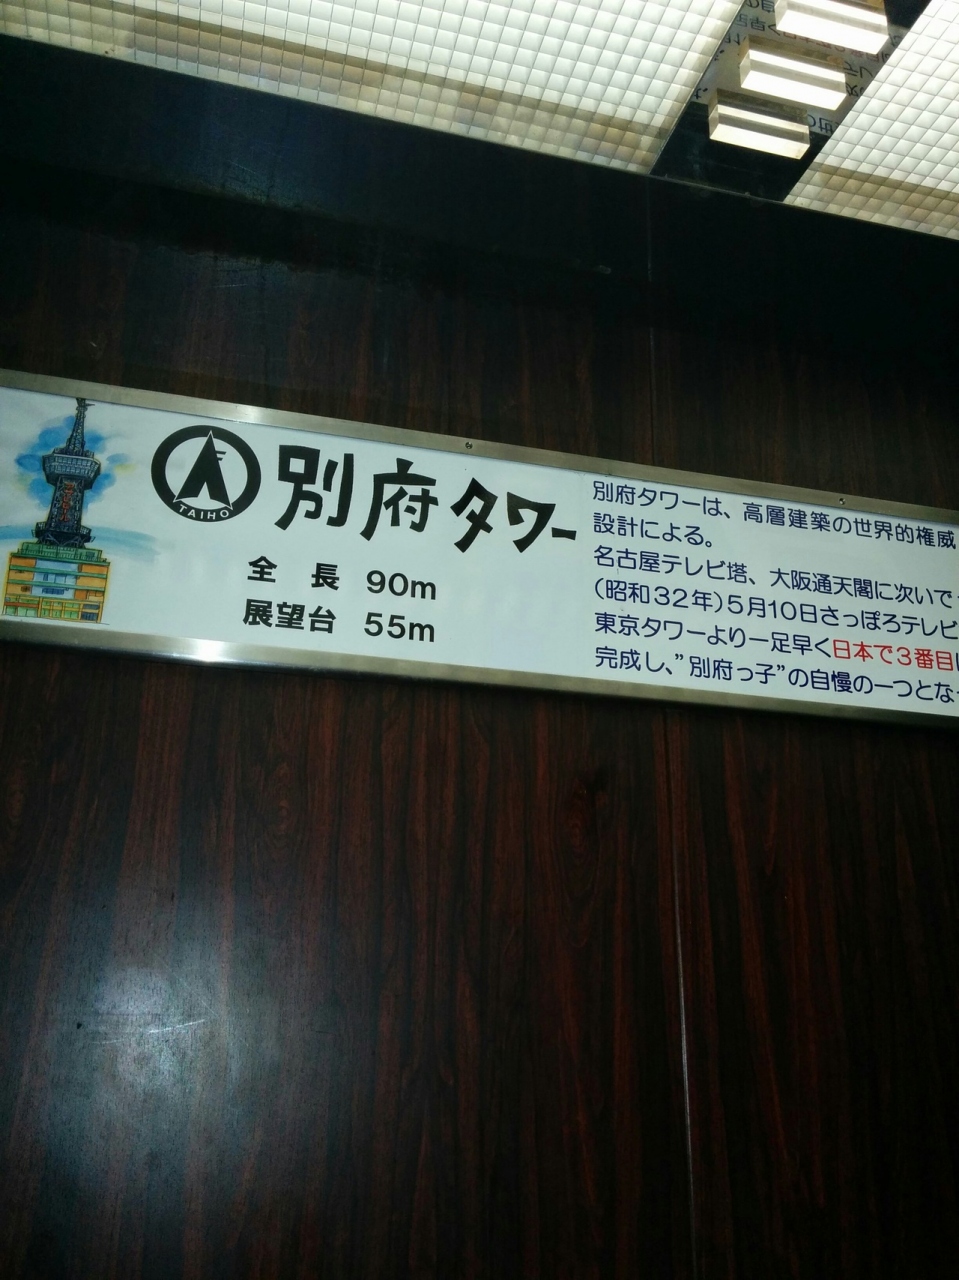 TAIHO
別府タワー
全 長 90m
展望台 55m
別府タワーは、高層建築の世界的権威
設計による。
名古屋テレビ塔、大阪通天閣に次いで
(昭和32年)5月10日さっぽろテレビ
東京タワーより一足早く日本で3番目
完成し、"別府っ子"の自慢の一つとな